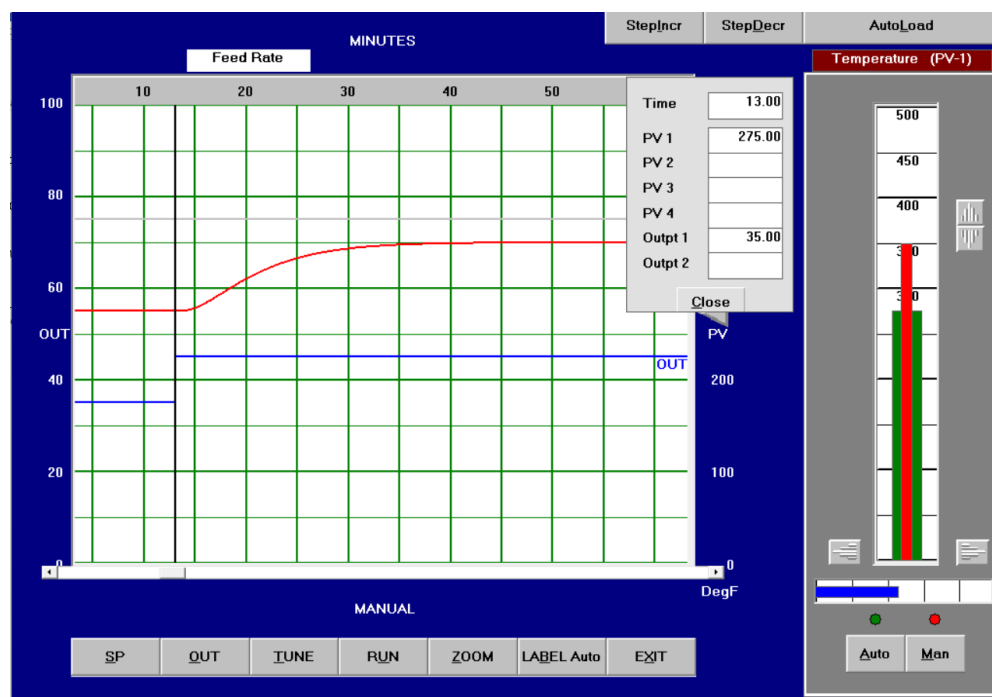 StepIncr StepDecr AutoLoad
MINUTES
Feed Rate
Temperature (PV-1)
10 20 30 40 50
100
80
60
OUT
40
20
0
Time 13.00
PV 1 275.00
PV 2
PV 3
PV 4
Outpt 1 35.00
Outpt 2
Close
PV
OUT
200
100
0
DegF
500
450
400
MANUAL
SP OUT TUNE RUN ZOOM LABEL Auto EXIT
Auto Man